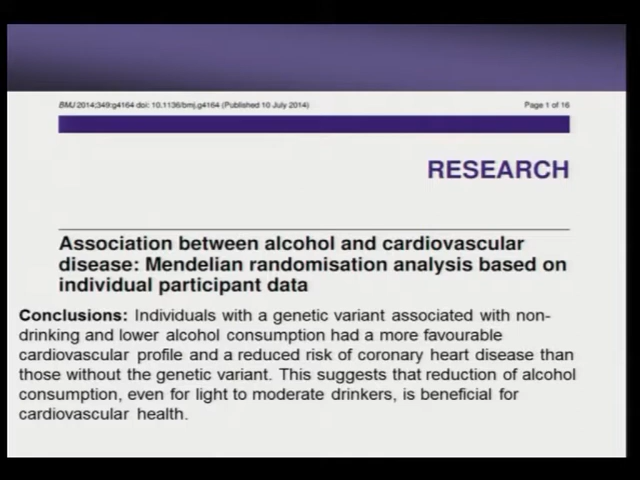 BMJ 2014;349:g4164 doi: 10.1136/bmj.g4164 (Published 10 July 2014) Page 1 of 16
RESEARCH
Association between alcohol and cardiovascular
disease: Mendelian randomisation analysis based on
individual participant data
Conclusions: Individuals with a genetic variant associated with non-
drinking and lower alcohol consumption had a more favourable
cardiovascular profile and a reduced risk of coronary heart disease than
those without the genetic variant. This suggests that reduction of alcohol
consumption, even for light to moderate drinkers, is beneficial for
cardiovascular health.